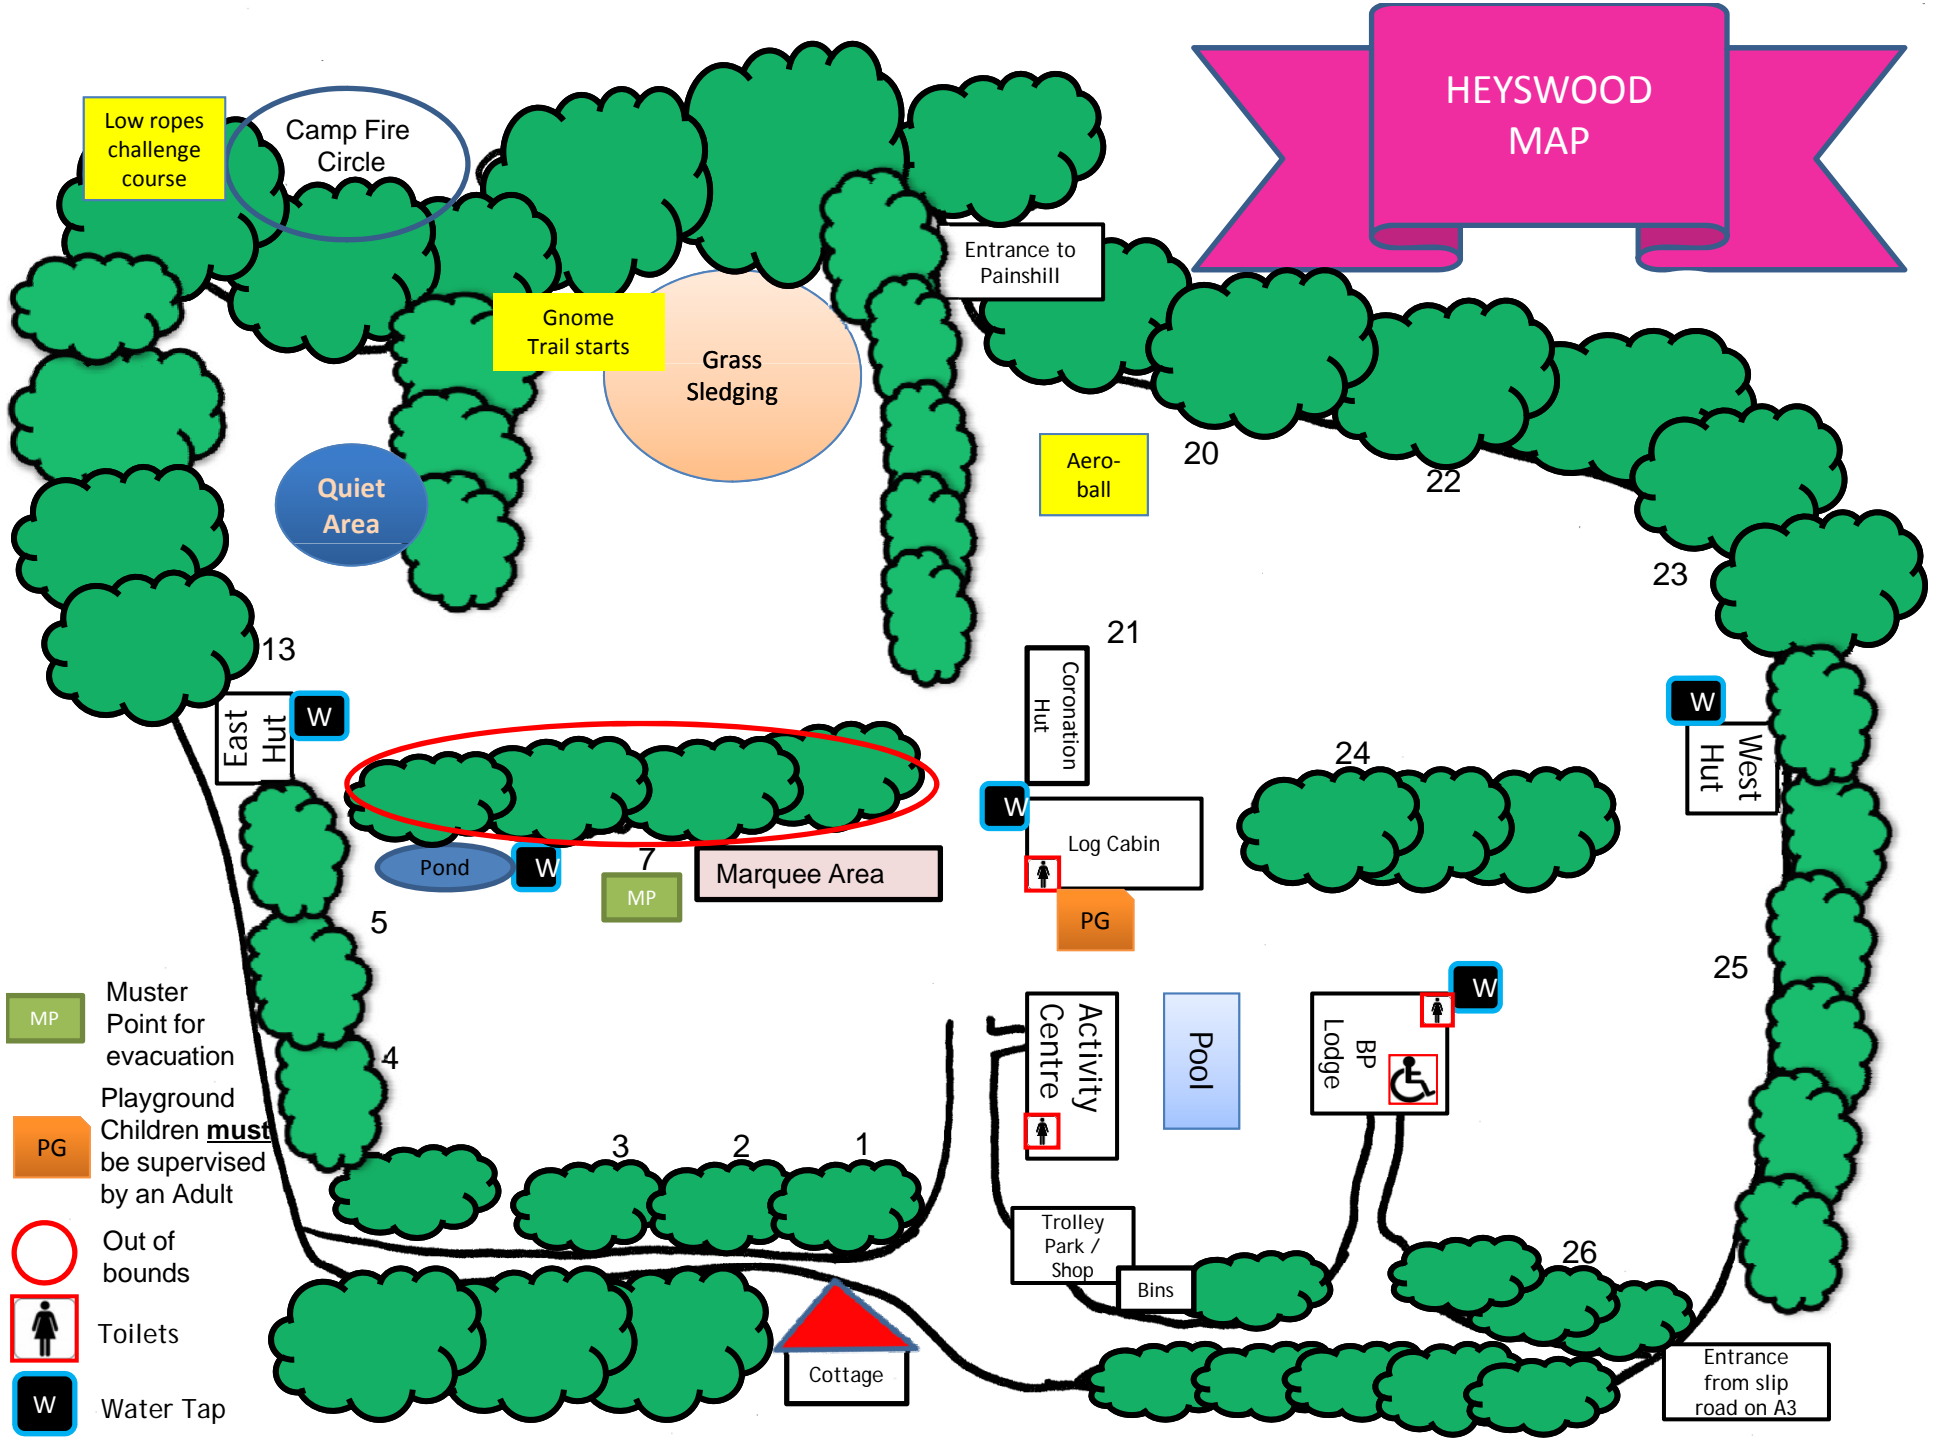 HEYSWOOD
MAP
Low ropes
challenge
course
Camp Fire
Circle
Entrance to
Painshill
Gnome
Trail starts
Grass
Sledging
Aero-
ball
20
22
Quiet
Area
23
13
21
East
Hut
W
Coronation
Hut
W
West
Hut
24
W
Log Cabin
Pond
W
7
MP
Marquee Area
PG
5
25
W
MP
Muster
Point for
evacuation
4
Activity
Centre
Pool
BP
Lodge
PG
Playground
Children must
be supervised
by an Adult
3
2
1
Out of
bounds
Trolley
Park /
Shop
Bins
26
Toilets
Cottage
Entrance
from slip
road on A3
W
Water Tap